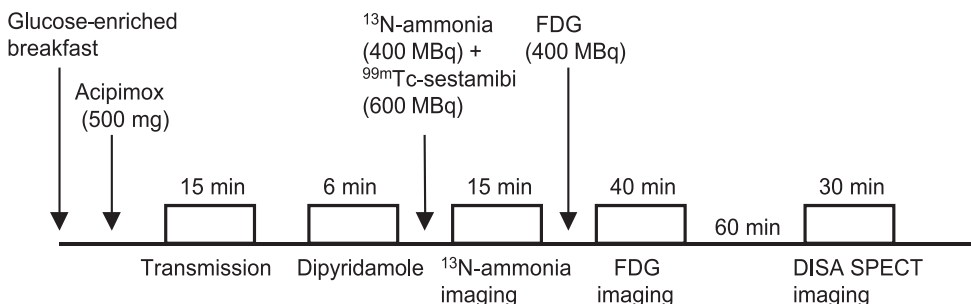 Glucose-enriched
breakfast
Acipimox
(500 mg)
¹³N-ammonia
(400 MBq) +
⁹⁹ᵐTc-sestamibi
(600 MBq)
FDG
(400 MBq)
15 min
6 min
15 min
40 min
60 min
30 min
Transmission
Dipyridamole
¹³N-ammonia
imaging
FDG
imaging
DISA SPECT
imaging